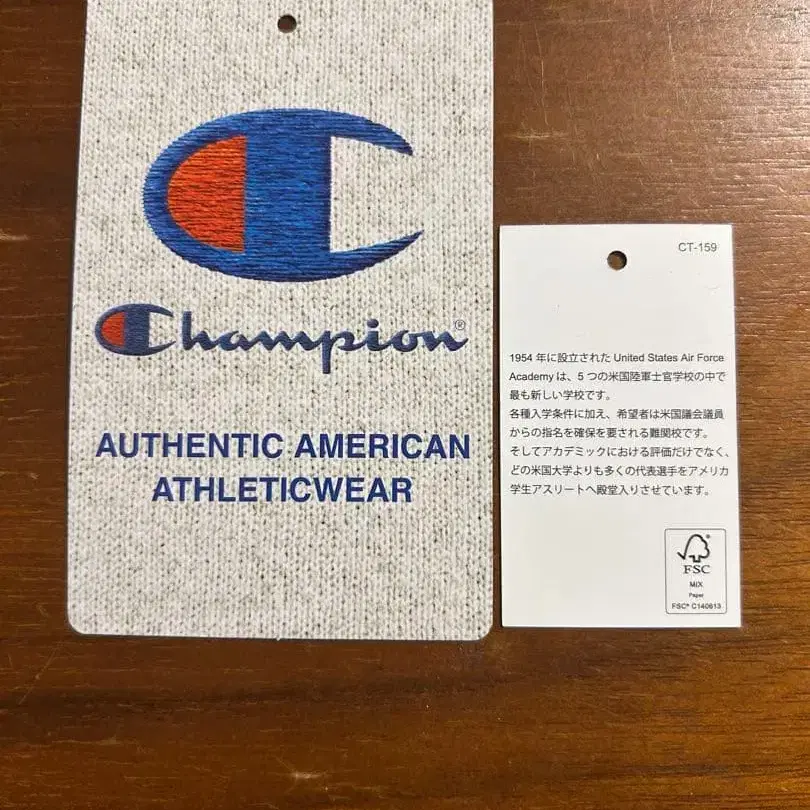 Champion®
AUTHENTIC AMERICAN
ATHLETICWEAR
CT-159
1954 年に設立された United States Air Force
Academy は、5 つの米国陸軍士官学校の中で
最も新しい学校です。
各種入学条件に加え、希望者は米国議会議員
からの指名を確保を要される難関校です。
そしてアカデミックにおける評価だけでなく、
どの米国大学よりも多くの代表選手をアメリカ
学生アスリートへ殿堂入りさせています。
FSC
MIX
Paper
FSC® C140613